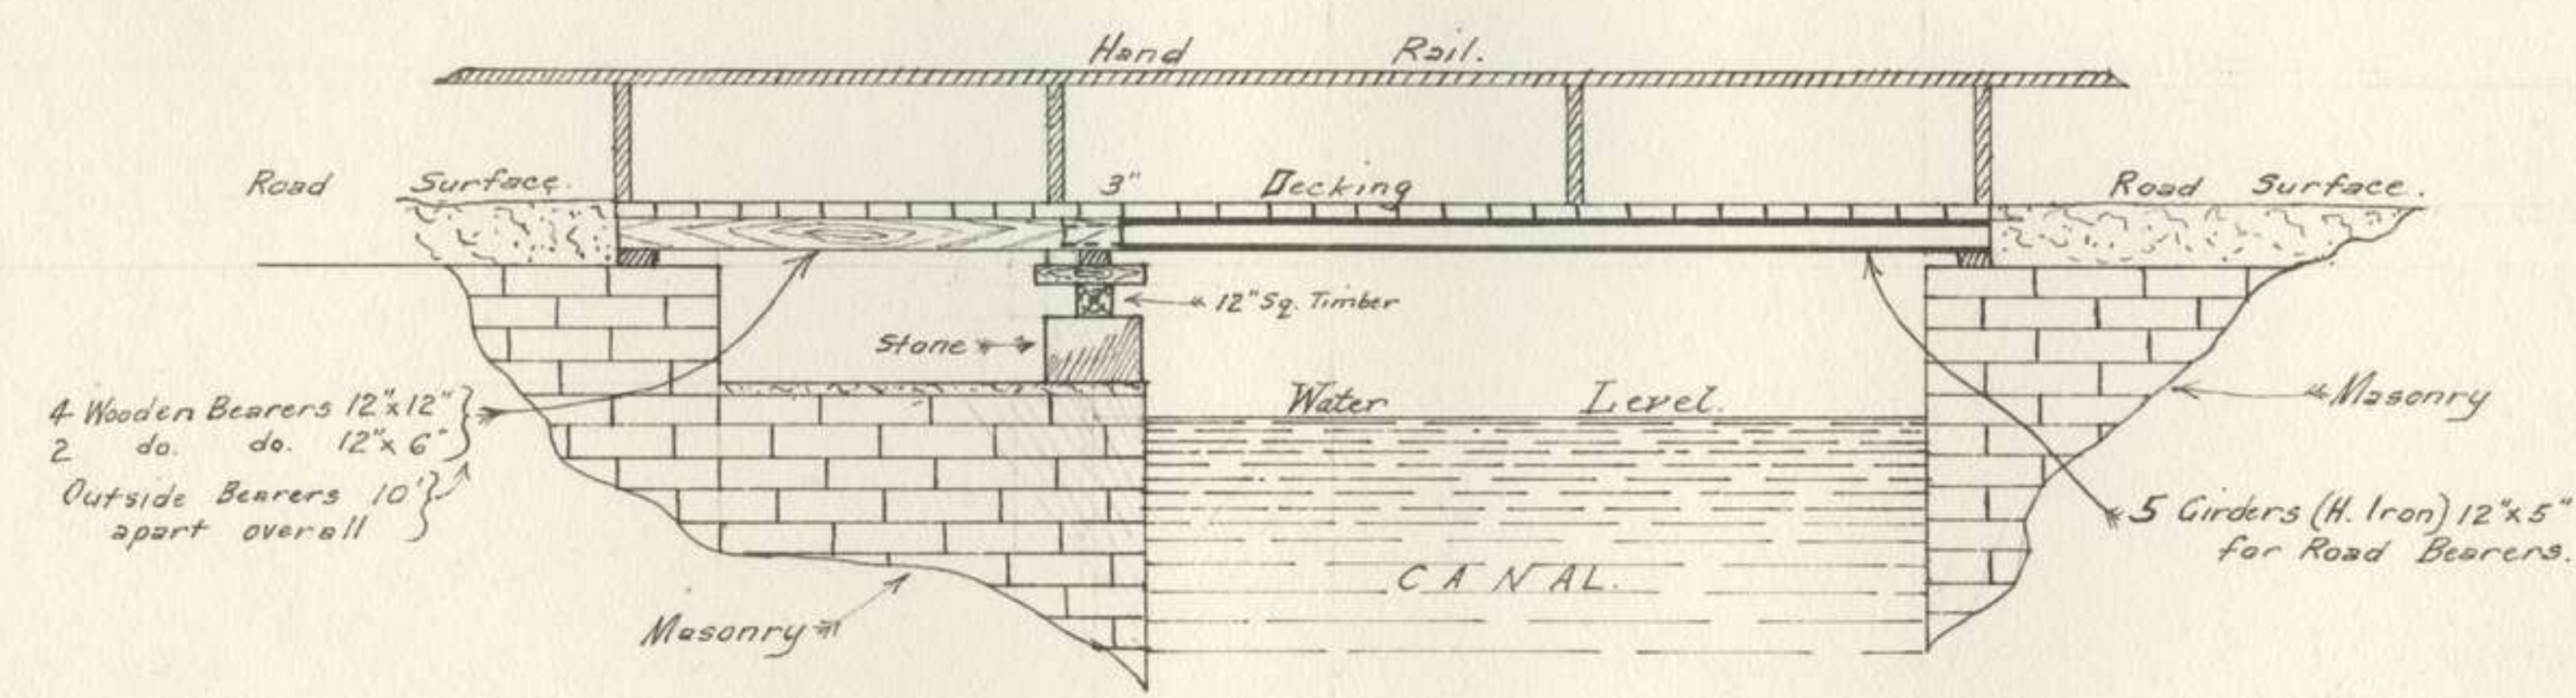 Hand Rail.
Road Surface.
3" Decking
Road Surface.
12" Sq. Timber
Stone
Water Level.
4 Wooden Bearers 12"x12"
2 do. do. 12"x 6"
Outside Bearers 10'
apart overall
Masonry
5 Girders (H. Iron) 12"x5"
for Road Bearers.
CANAL.
Masonry